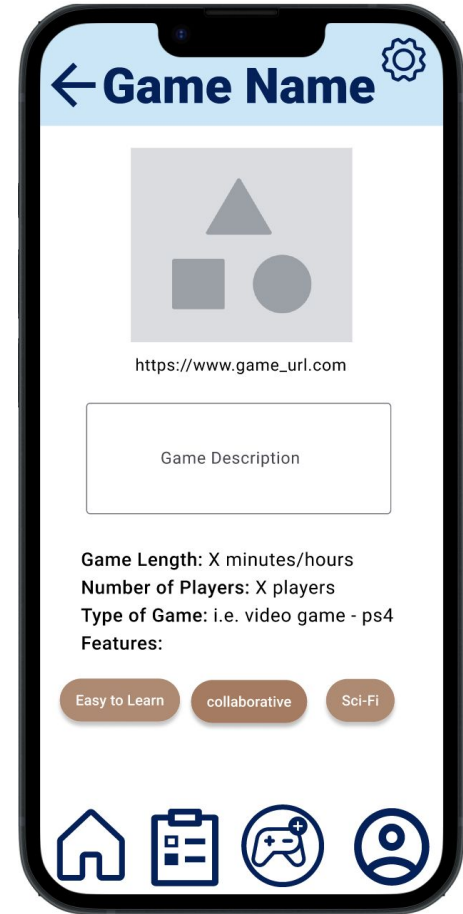 Game Name
https://www.game_url.com
Game Description
Game Length: X minutes/hours
Number of Players: X players
Type of Game: i.e. video game - ps4
Features:
Easy to Learn collaborative Sci-Fi